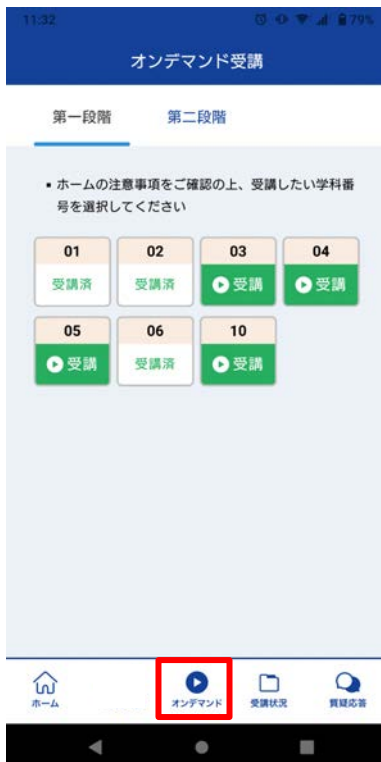 11:32 79%
オンデマンド受講
第一段階 第二段階
▪ ホームの注意事項をご確認の上、受講したい学科番
号を選択してください
01 02 03 04
受講済 受講済 受講 受講
05 06 10
受講 受講済 受講
ホーム オンデマンド 受講状況 質疑応答